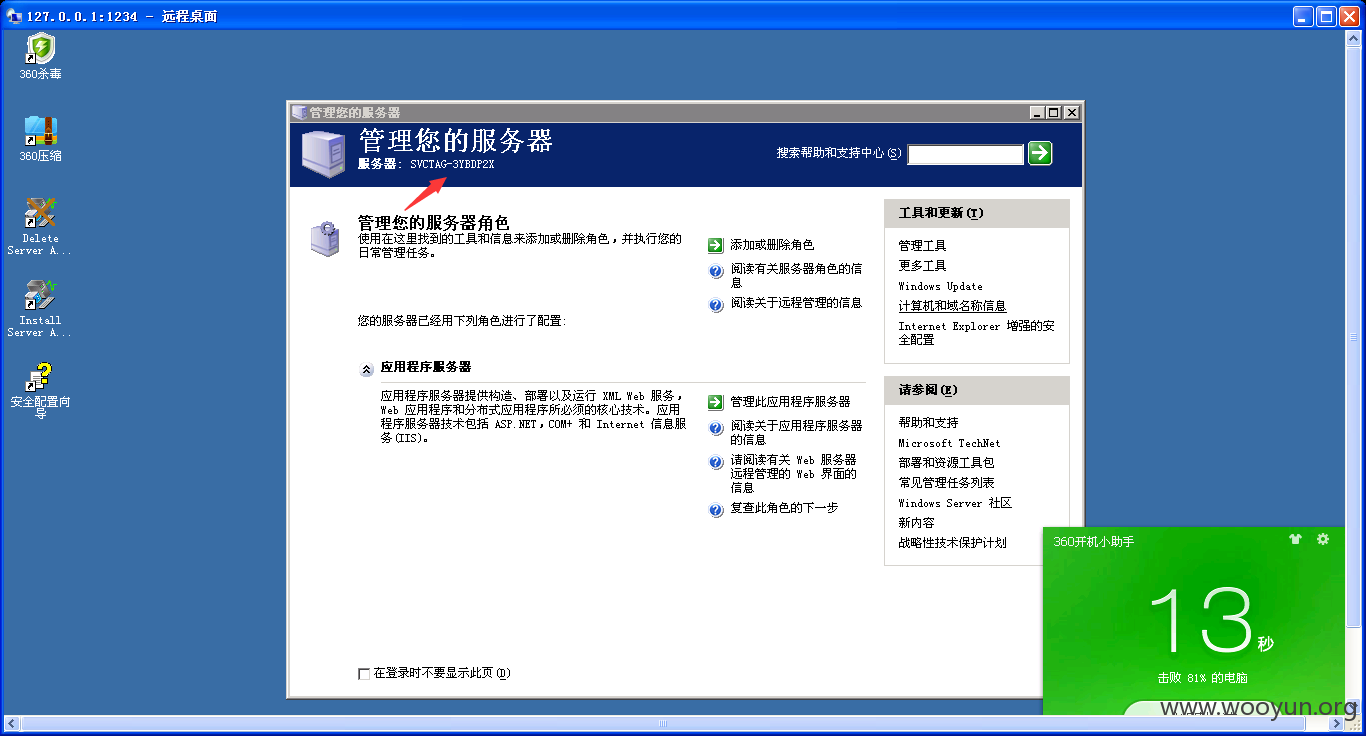 127.0.0.1:1234 - 远程桌面
360杀毒
360压缩
Delete
Server A...
Install
Server A...
安全配置向
导
管理您的服务器
管理您的服务器
服务器: SVCTAG-3YBDP2X
搜索帮助和支持中心(S)
管理您的服务器角色
使用在这里找到的工具和信息来添加或删除角色，并执行您的
日常管理任务。
添加或删除角色
阅读有关服务器角色的信
息
阅读关于远程管理的信息
您的服务器已经用下列角色进行了配置:
应用程序服务器
应用程序服务器提供构造、部署以及运行 XML Web 服务，
Web 应用程序和分布式应用程序所必须的核心技术。应用
程序服务器技术包括 ASP.NET，COM+ 和 Internet 信息服
务(IIS)。
管理此应用程序服务器
阅读关于应用程序服务器
的信息
请阅读有关 Web 服务器
远程管理的 Web 界面的
信息
复查此角色的下一步
工具和更新(T)
管理工具
更多工具
Windows Update
计算机和域名称信息
Internet Explorer 增强的安
全配置
请参阅(E)
帮助和支持
Microsoft TechNet
部署和资源工具包
常见管理任务列表
Windows Server 社区
新内容
战略性技术保护计划
在登录时不要显示此页(D)
360开机小助手
13秒
击败 81% 的电脑
www.wooyun.org